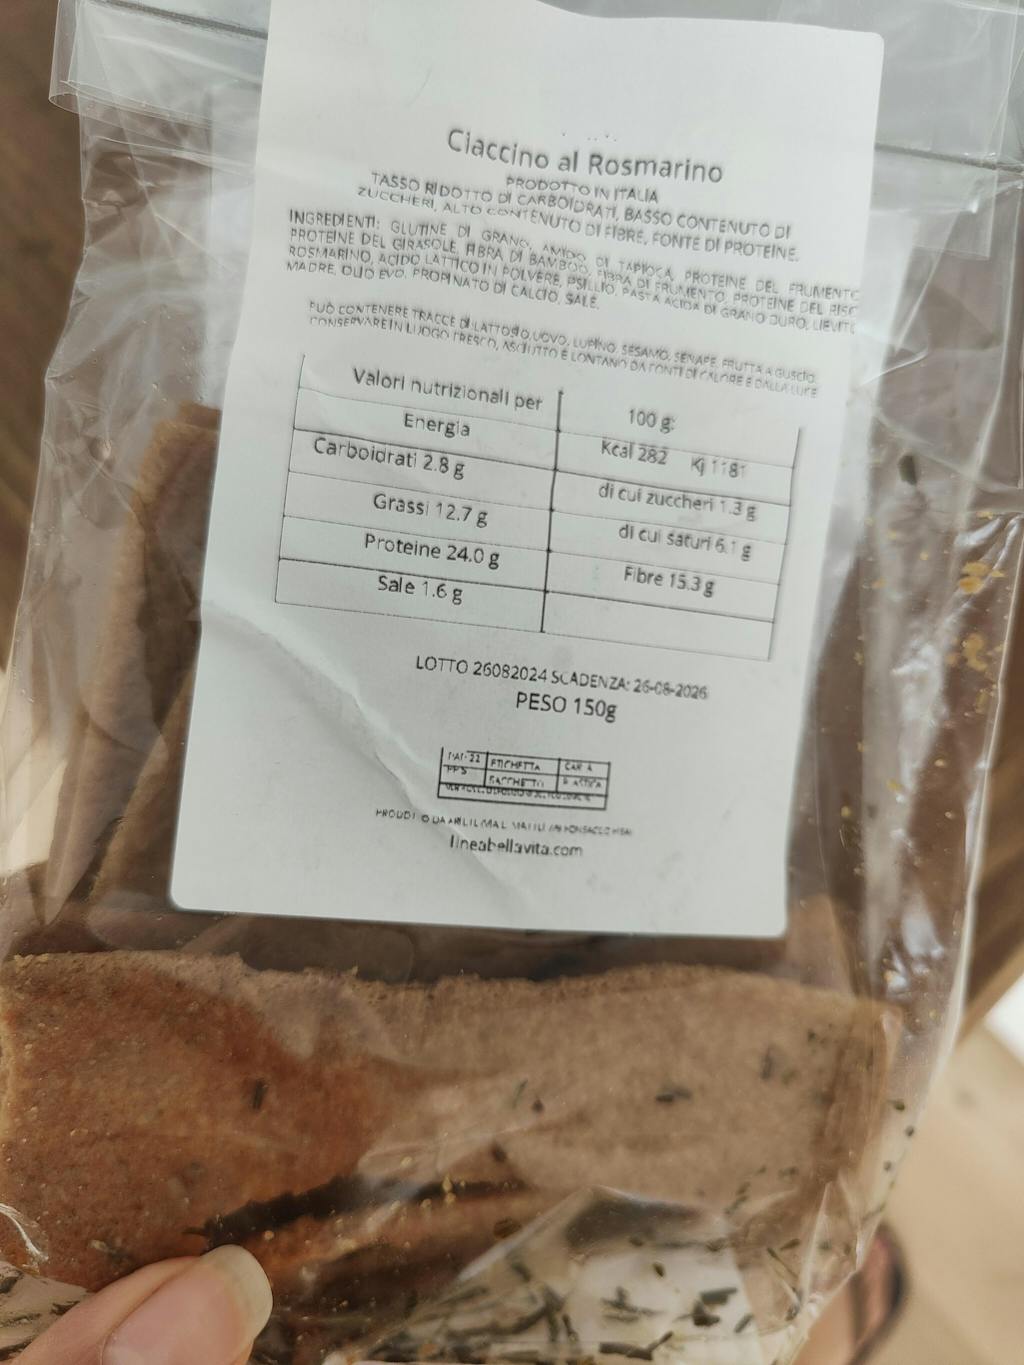 Ciaccino al Rosmarino
PRODOTTO IN ITALIA
TASSO RIDOTTO DI CARBOIDRATI, BASSO CONTENUTO DI
ZUCCHERI, ALTO CONTENUTO DI FIBRE, FONTE DI PROTEINE.
INGREDIENTI: GLUTINE DI GRANO, AMIDO DI TAPIOCA, PROTEINE DEL FRUMENTO
PROTEINE DEL GIRASOLE, FIBRA DI BAMBOO, FIBRA DI FRUMENTO, PROTEINE DEL RISO
ROSMARINO, ACIDO LATTICO IN POLVERE, PSILLIO, PASTA ACIDA DI GRANO DURO, LIEVITO
MADRE, OLIO EVO, PROPINATO DI CALCIO, SALE.
PUÒ CONTENERE TRACCE DI LATTOSIO, UOVO, LUPINO, SESAMO, SENAPE, FRUTTA A GUSCIO.
CONSERVARE IN LUOGO FRESCO, ASCIUTTO E LONTANO DA FONTI DI CALORE E DALLA LUCE
Valori nutrizionali per 100 g:
Energia Kcal 282 Kj 1181
Carboidrati 2.8 g di cui zuccheri 1.3 g
Grassi 12.7 g di cui saturi 6.1 g
Proteine 24.0 g Fibre 15.3 g
Sale 1.6 g
LOTTO 26082024 SCADENZA: 26-08-2026
PESO 150g
ETICHETTA CARTA
SACCHETTO PLASTICA
lineabellavita.com